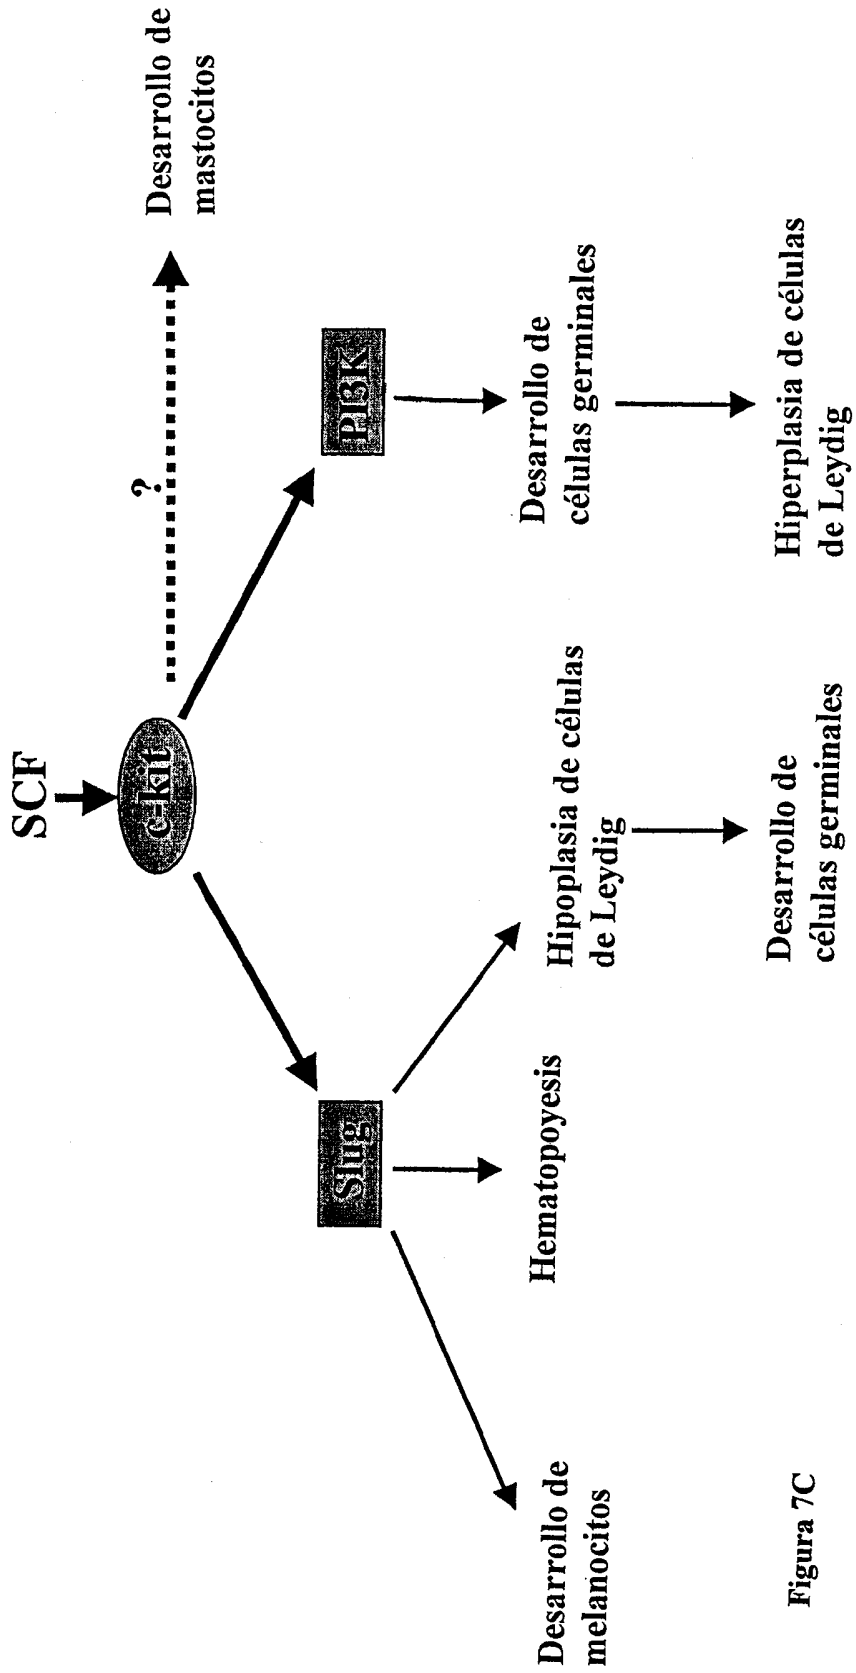 SCF
c-kit
?
Desarrollo de
mastocitos
Slug
PI3K
Desarrollo de
melanocitos
Hematopoyesis
Hipoplasia de células
de Leydig
Desarrollo de
células germinales
Desarrollo de
células germinales
Hiperplasia de células
de Leydig
Figura 7C